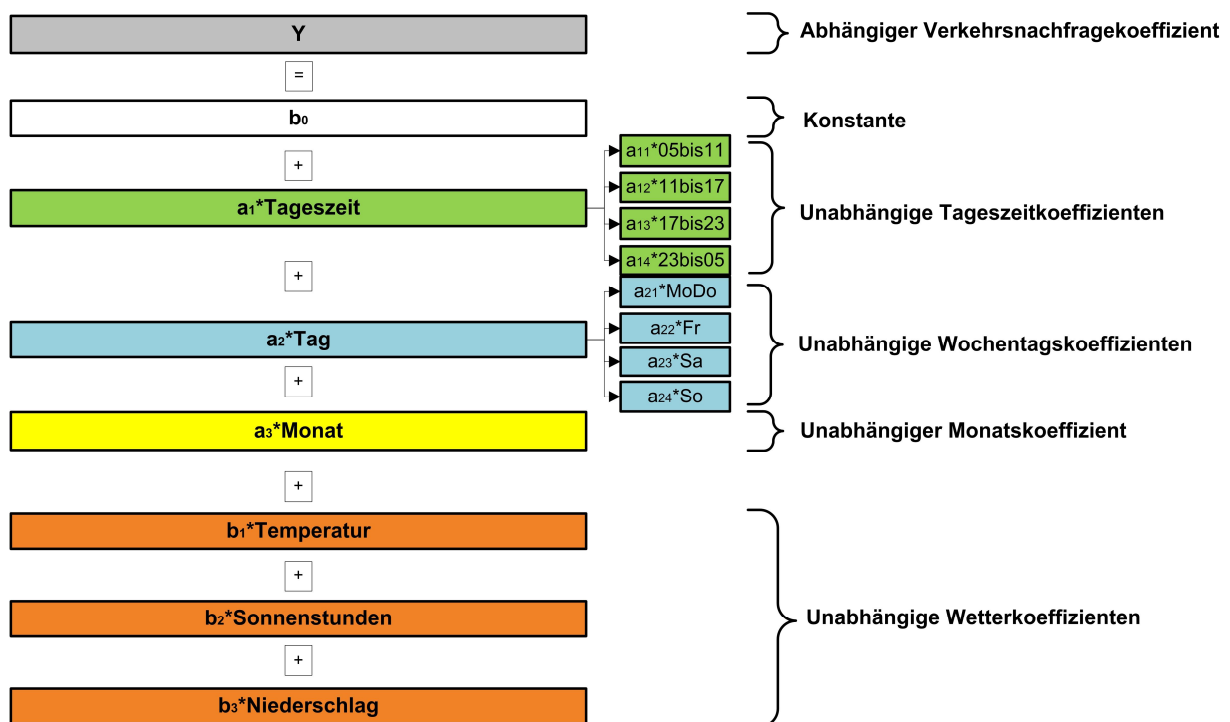 Y
Abhängiger Verkehrsnachfragekoeffizient
=
b0
Konstante
+
a11*05bis11
a12*11bis17
a1*Tageszeit
a13*17bis23
Unabhängige Tageszeitkoeffizienten
a14*23bis05
+
a21*MoDo
a22*Fr
a2*Tag
Unabhängige Wochentagskoeffizienten
a23*Sa
+
a24*So
a3*Monat
Unabhängiger Monatskoeffizient
+
b1*Temperatur
+
b2*Sonnenstunden
Unabhängige Wetterkoeffizienten
+
b3*Niederschlag